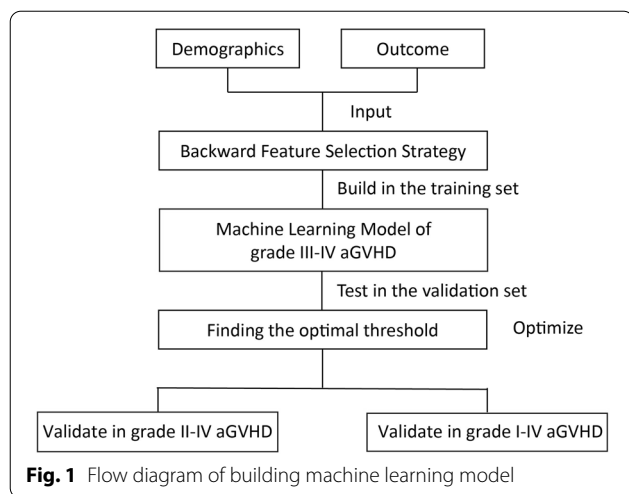 Demographics
Outcome
Input
Backward Feature Selection Strategy
Build in the training set
Machine Learning Model of
grade III-IV aGVHD
Test in the validation set
Finding the optimal threshold
Optimize
Validate in grade II-IV aGVHD
Validate in grade I-IV aGVHD
Fig. 1 Flow diagram of building machine learning model